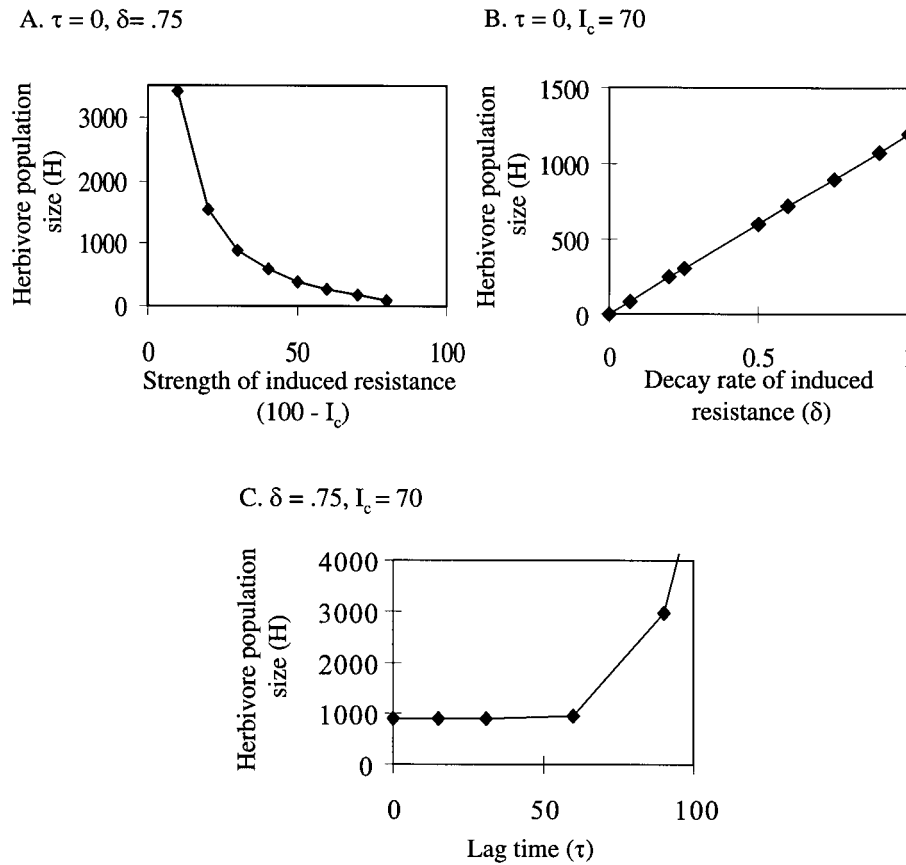 A. τ = 0, δ= .75
Herbivore population
size (H)
3000
2000
1000
0
0
50
100
Strength of induced resistance
(100 - I_c)
B. τ = 0, I_c = 70
Herbivore population
size (H)
1500
1000
500
0
0
0.5
Decay rate of induced
resistance (δ)
C. δ = .75, I_c = 70
Herbivore population
size (H)
4000
3000
2000
1000
0
0
50
100
Lag time (τ)